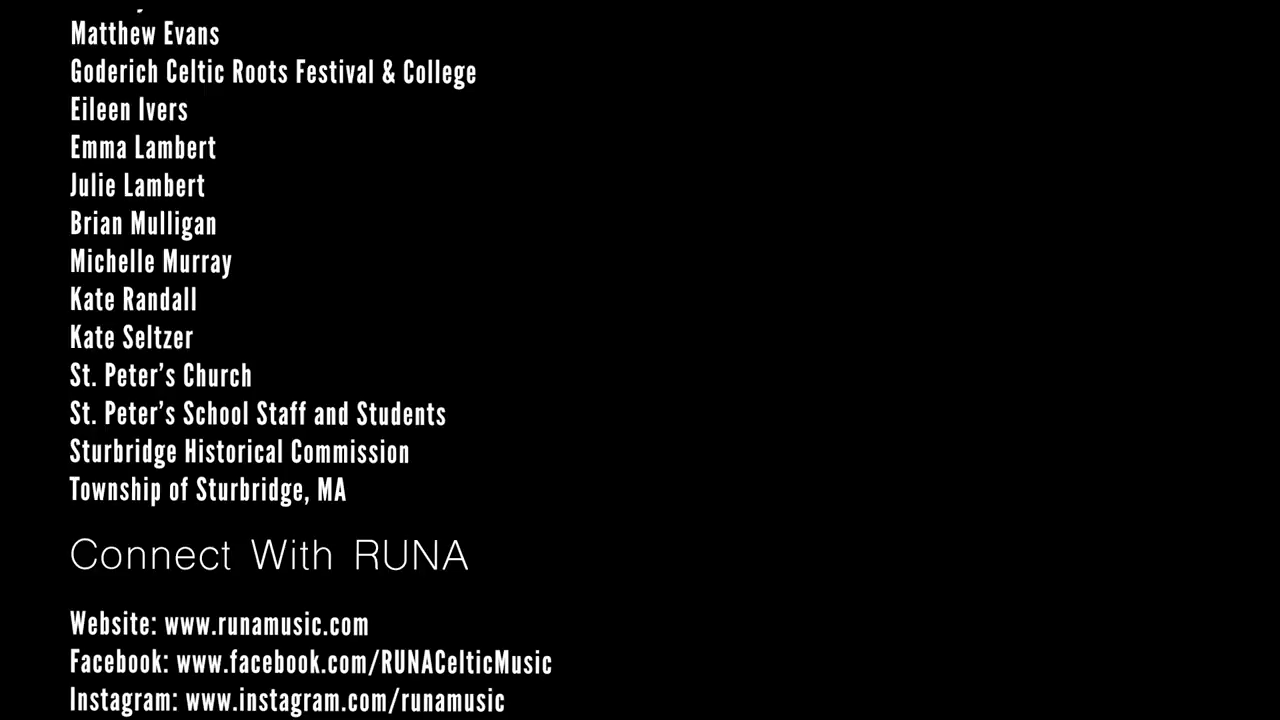 Matthew Evans
Goderich Celtic Roots Festival & College
Eileen Ivers
Emma Lambert
Julie Lambert
Brian Mulligan
Michelle Murray
Kate Randall
Kate Seltzer
St. Peter’s Church
St. Peter’s School Staff and Students
Sturbridge Historical Commission
Township of Sturbridge, MA
Connect With RUNA
Website: www.runamusic.com
Facebook: www.facebook.com/RUNACelticMusic
Instagram: www.instagram.com/runamusic